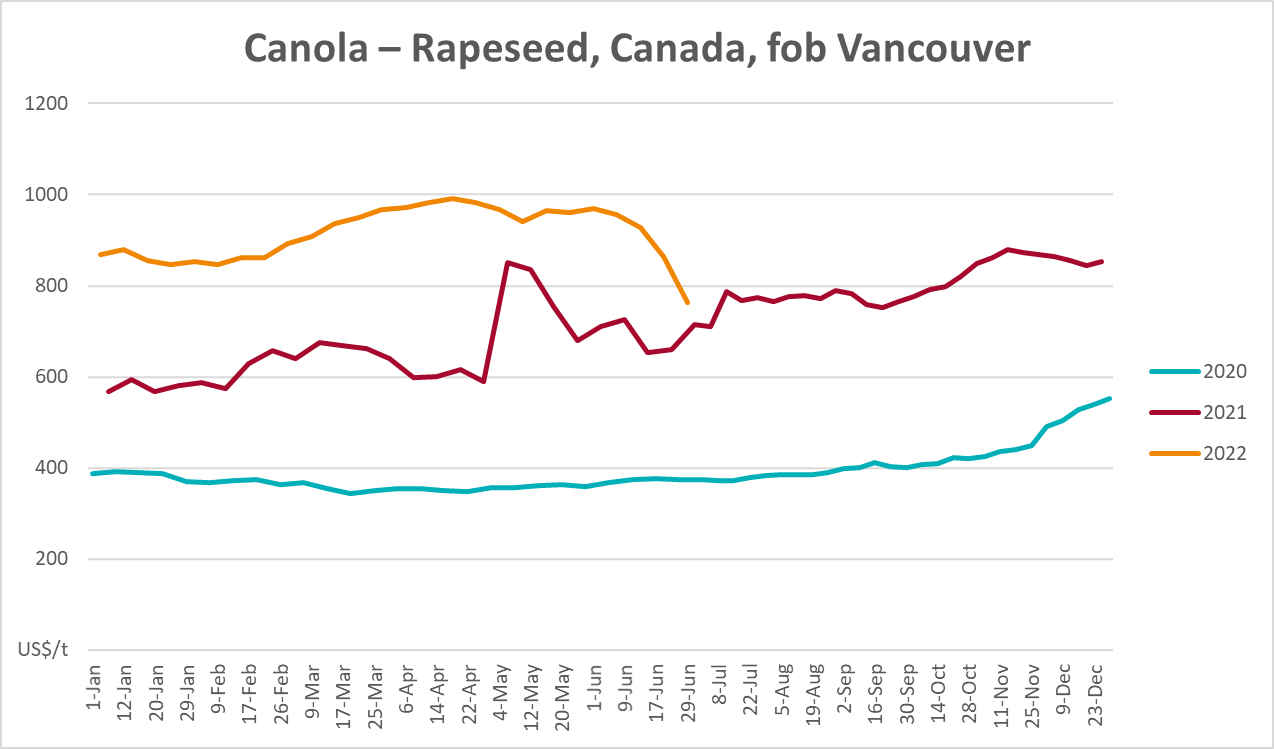 Canola – Rapeseed, Canada, fob Vancouver
1200
1000
800
600
400
200
US$/t
1-Jan
12-Jan
20-Jan
29-Jan
9-Feb
17-Feb
26-Feb
9-Mar
17-Mar
25-Mar
6-Apr
14-Apr
22-Apr
4-May
12-May
20-May
1-Jun
9-Jun
17-Jun
29-Jun
8-Jul
22-Jul
5-Aug
19-Aug
2-Sep
16-Sep
30-Sep
14-Oct
28-Oct
11-Nov
25-Nov
9-Dec
23-Dec
2020
2021
2022